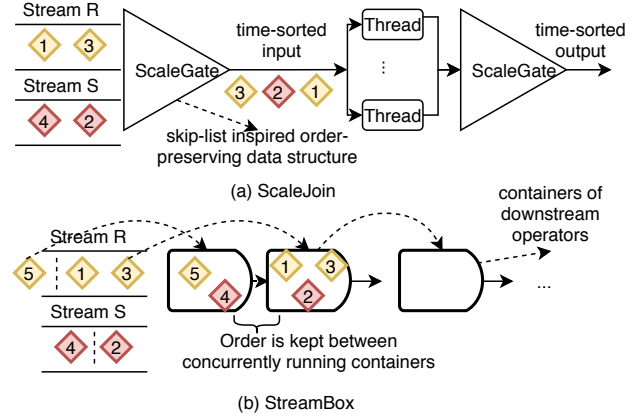 Stream R
1 3
Stream S
4 2
ScaleGate
time-sorted
input
3 2 1
skip-list inspired order-
preserving data structure
Thread
...
Thread
ScaleGate
time-sorted
output
(a) ScaleJoin
Stream R
5 1 3
Stream S
4 2
5
4
1 3
2
containers of
downstream
operators
...
Order is kept between
concurrently running containers
(b) StreamBox